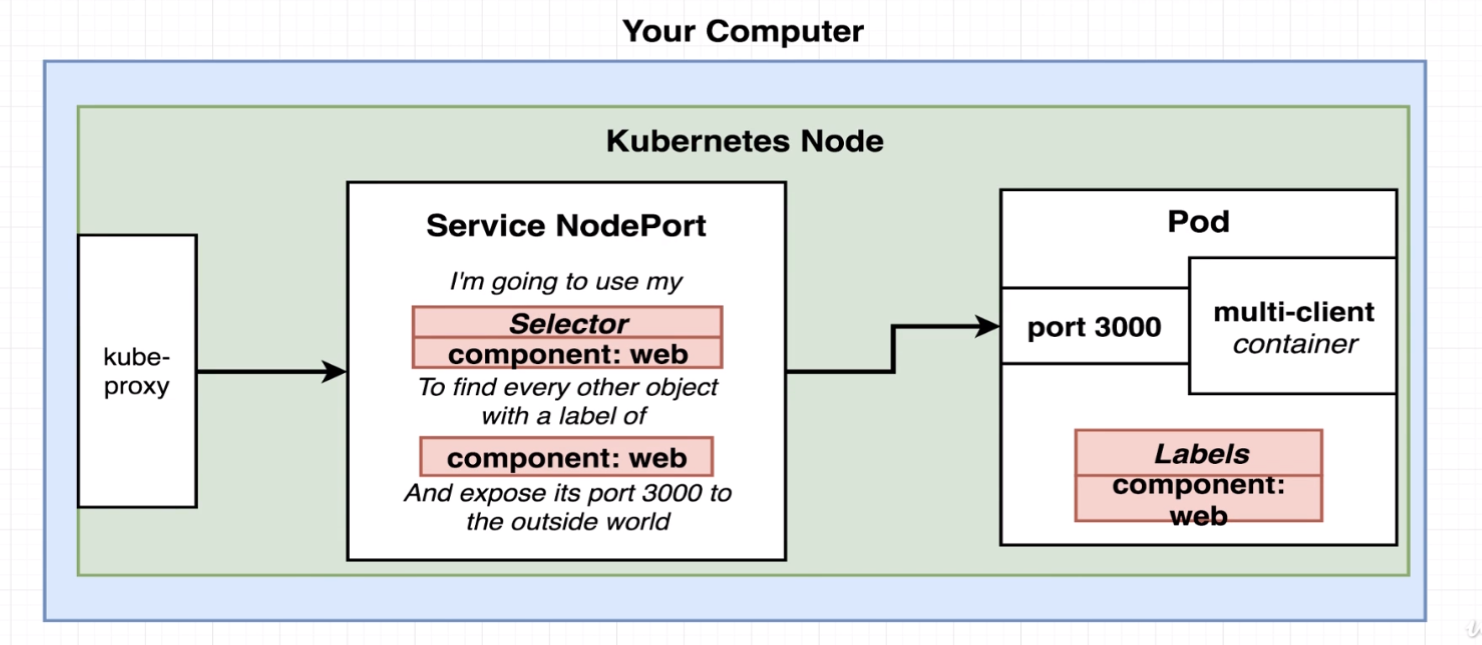 Your Computer
Kubernetes Node
kube-
proxy
Service NodePort
I'm going to use my
Selector
component: web
To find every other object
with a label of
component: web
And expose its port 3000 to
the outside world
Pod
port 3000
multi-client
container
Labels
component:
web